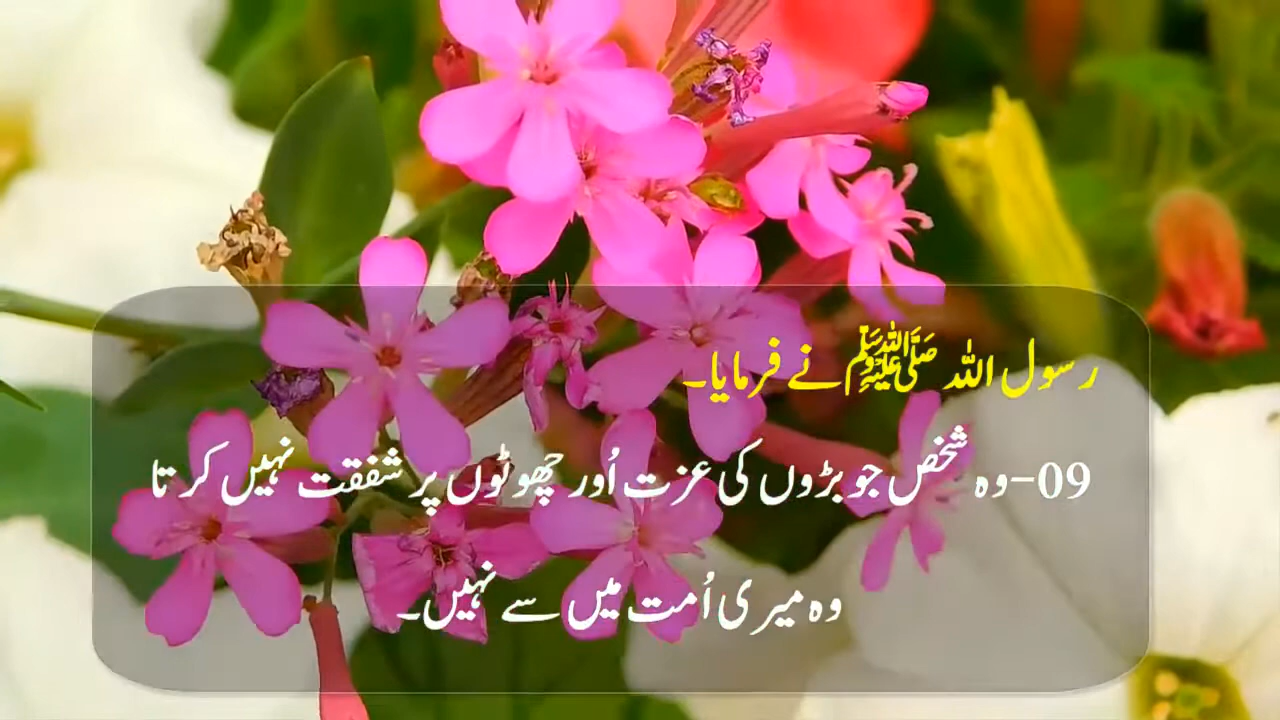 رسول اللہ ﷺ نے فرمایا۔
09-وہ شخص جو بڑوں کی عزت اُور چھوٹوں پر شفقت نہیں کرتا
وہ میری اُمت میں سے نہیں۔